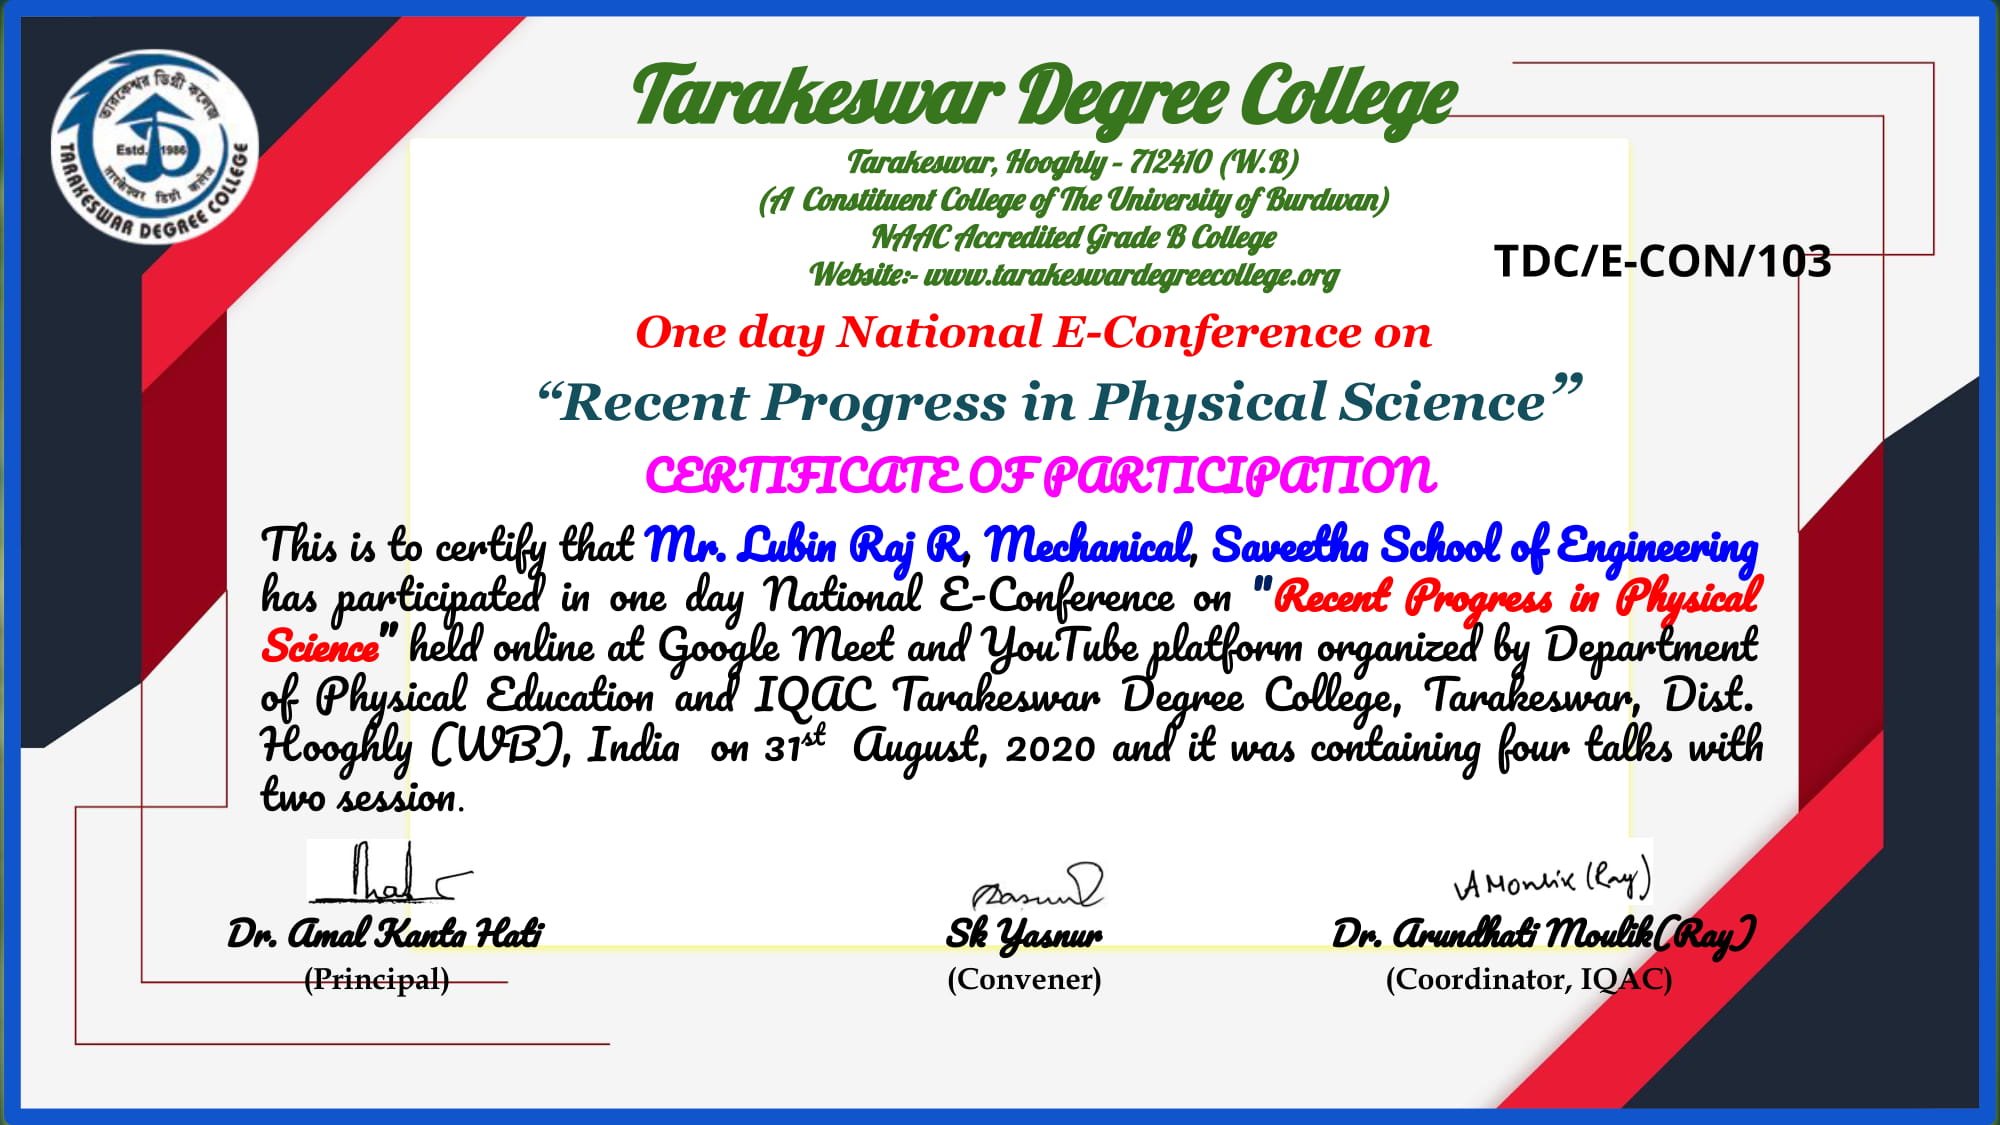 তারকেশ্বর ডিগ্রী কলেজ
Estd. 1986
तारकेश्वर डिग्री कालेज
TARAKESWAR DEGREE COLLEGE
Tarakeswar Degree College
Tarakeswar, Hooghly - 712410 (W.B)
(A Constituent College of The University of Burdwan)
NAAC Accredited Grade B College
Website:- www.tarakeswardegreecollege.org
TDC/E-CON/103
One day National E-Conference on
“Recent Progress in Physical Science”
CERTIFICATE OF PARTICIPATION
This is to certify that Mr. Lubin Raj R, Mechanical, Saveetha School of Engineering
has participated in one day National E-Conference on "Recent Progress in Physical
Science" held online at Google Meet and YouTube platform organized by Department
of Physical Education and IQAC Tarakeswar Degree College, Tarakeswar, Dist.
Hooghly (WB), India on 31st August, 2020 and it was containing four talks with
two session.
A Moulik (Ray)
Dr. Amal Kanta Hati
Sk Yasnur
Dr. Arundhati Moulik(Ray)
(Principal)
(Convener)
(Coordinator, IQAC)